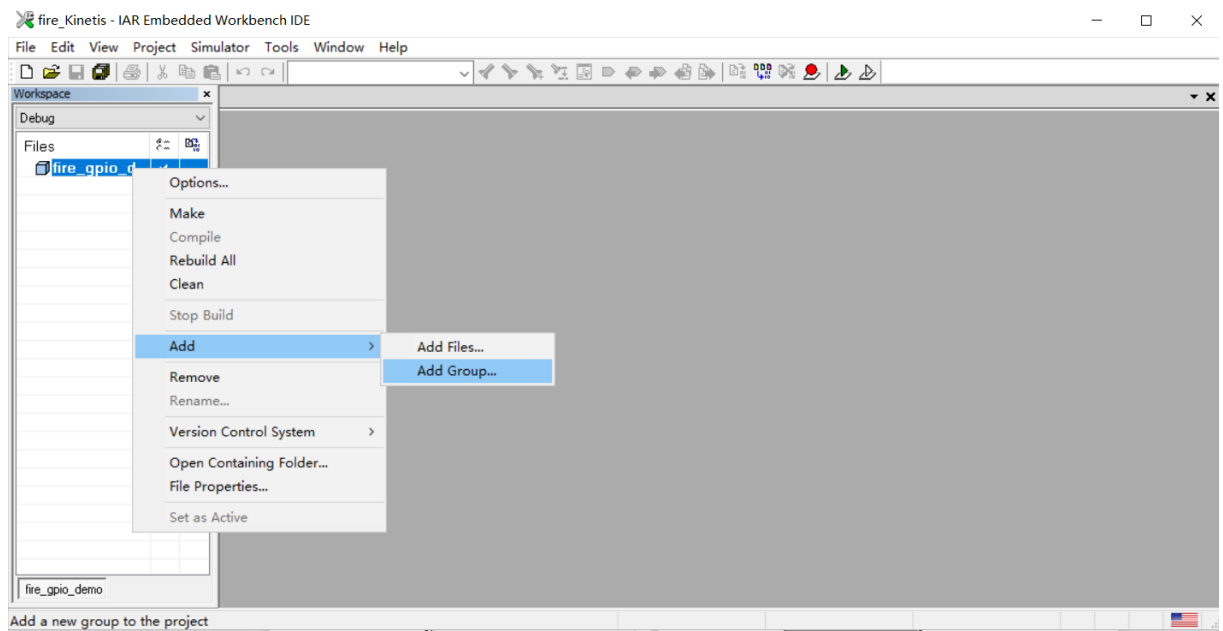 fire_Kinetis - IAR Embedded Workbench IDE
File Edit View Project Simulator Tools Window Help
Workspace
Debug
Files
fire_gpio_d
Options...
Make
Compile
Rebuild All
Clean
Stop Build
Add
Add Files...
Add Group...
Remove
Rename...
Version Control System
Open Containing Folder...
File Properties...
Set as Active
fire_gpio_demo
Add a new group to the project